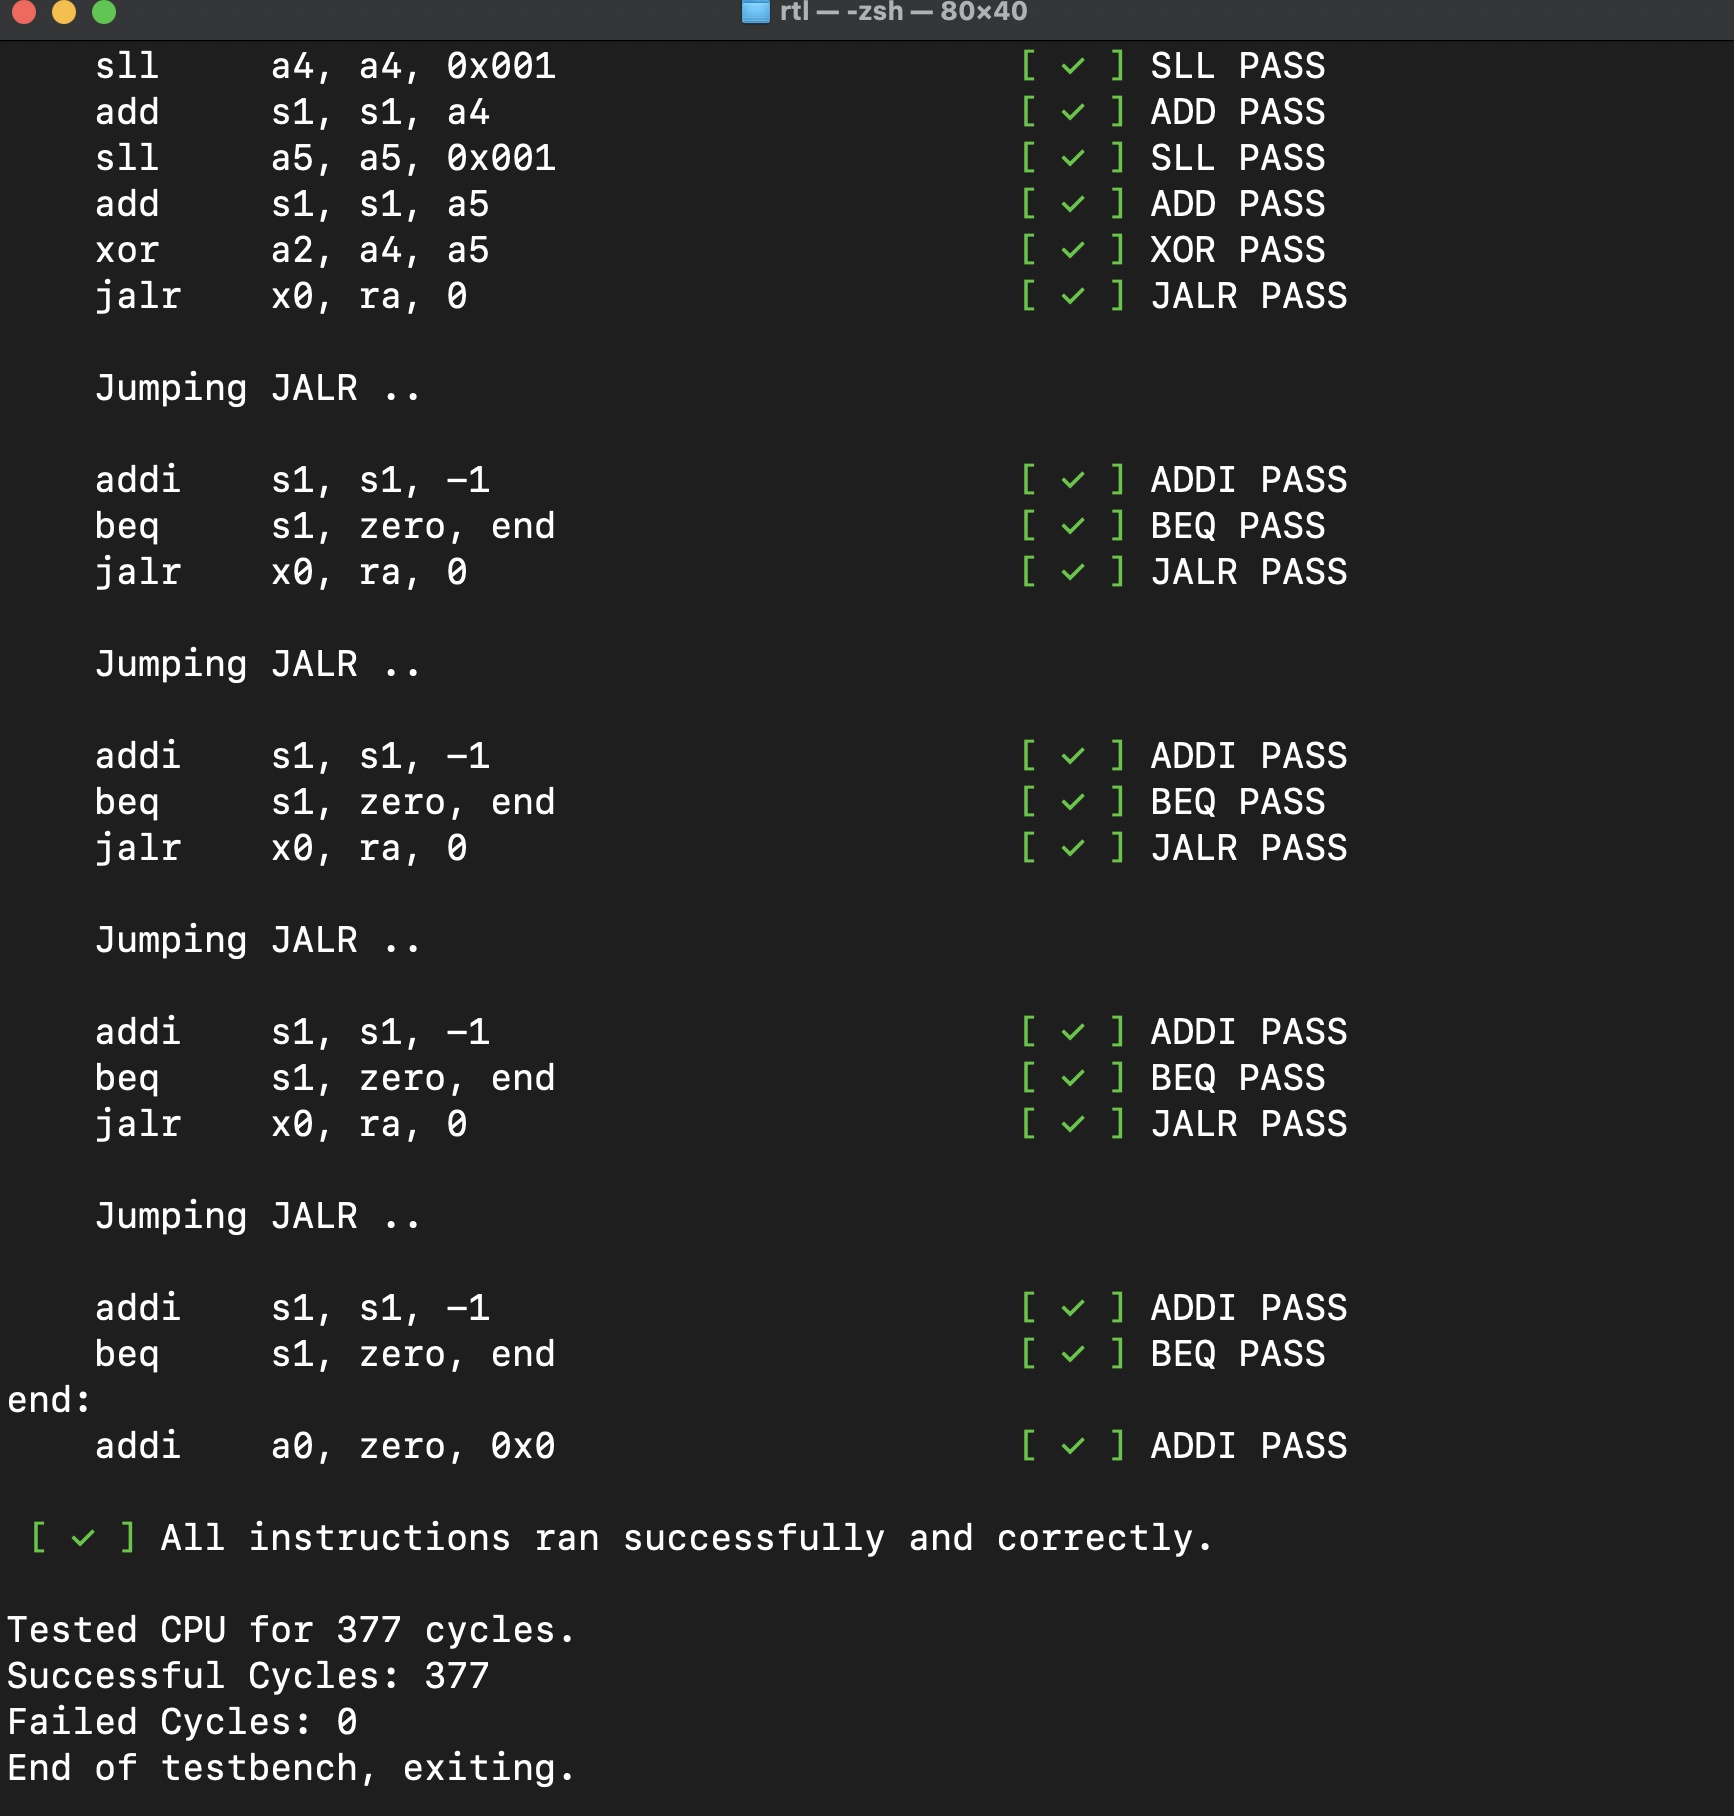 rtl — -zsh — 80×40
sll a4, a4, 0x001 [ ✓ ] SLL PASS
add s1, s1, a4 [ ✓ ] ADD PASS
sll a5, a5, 0x001 [ ✓ ] SLL PASS
add s1, s1, a5 [ ✓ ] ADD PASS
xor a2, a4, a5 [ ✓ ] XOR PASS
jalr x0, ra, 0 [ ✓ ] JALR PASS
Jumping JALR ..
addi s1, s1, -1 [ ✓ ] ADDI PASS
beq s1, zero, end [ ✓ ] BEQ PASS
jalr x0, ra, 0 [ ✓ ] JALR PASS
Jumping JALR ..
addi s1, s1, -1 [ ✓ ] ADDI PASS
beq s1, zero, end [ ✓ ] BEQ PASS
jalr x0, ra, 0 [ ✓ ] JALR PASS
Jumping JALR ..
addi s1, s1, -1 [ ✓ ] ADDI PASS
beq s1, zero, end [ ✓ ] BEQ PASS
jalr x0, ra, 0 [ ✓ ] JALR PASS
Jumping JALR ..
addi s1, s1, -1 [ ✓ ] ADDI PASS
beq s1, zero, end [ ✓ ] BEQ PASS
end:
addi a0, zero, 0x0 [ ✓ ] ADDI PASS
[ ✓ ] All instructions ran successfully and correctly.
Tested CPU for 377 cycles.
Successful Cycles: 377
Failed Cycles: 0
End of testbench, exiting.